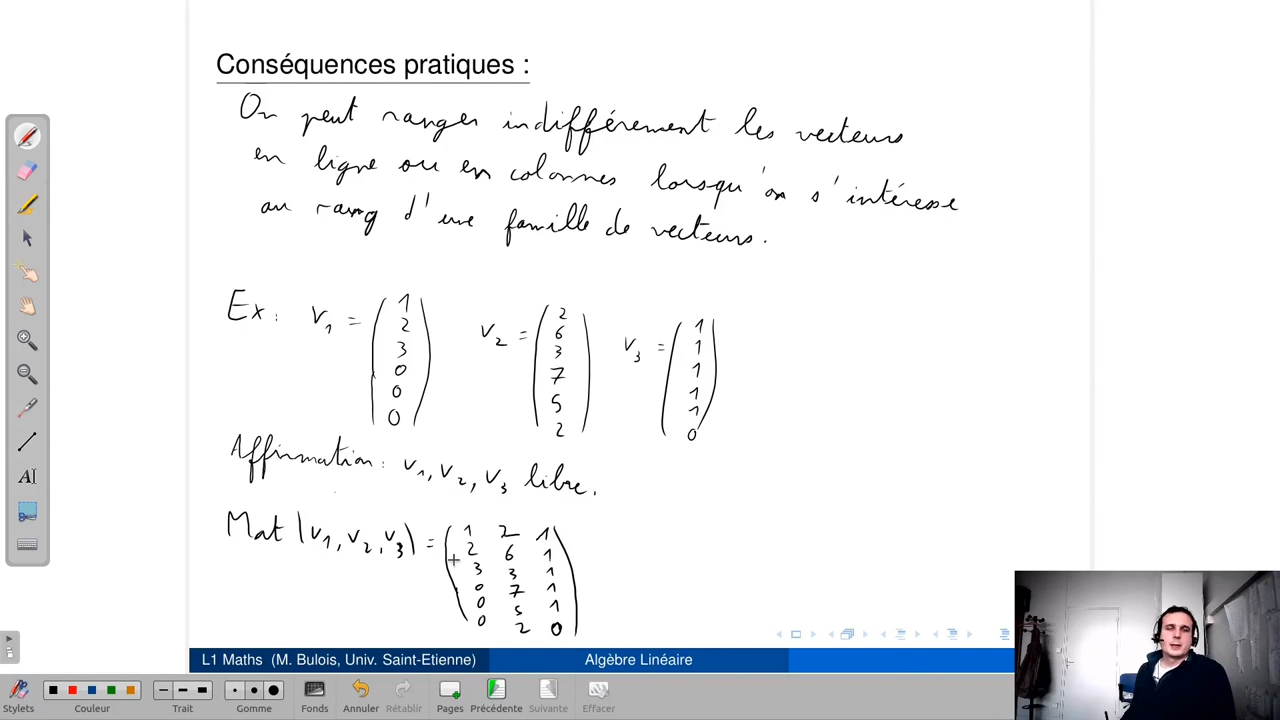 Conséquences pratiques :
On peut ranger indifférement les vecteurs
en ligne ou en colonnes lorsqu'on s'intéresse
au rang d'une famille de vecteurs.
Ex : v1 = (1 2 3 0 0 0) v2 = (2 6 3 7 5 2) v3 = (1 1 1 1 1 0)
Affirmation : v1, v2, v3 libre.
Mat (v1, v2, v3) = (1 2 1
2 6 1
3 3 1
0 7 1
0 5 1
0 2 0)
L1 Maths (M. Bulois, Univ. Saint-Etienne) Algèbre Linéaire
Stylets Couleur Trait Gomme Fonds Annuler Rétablir Pages Précédente Suivante Effacer